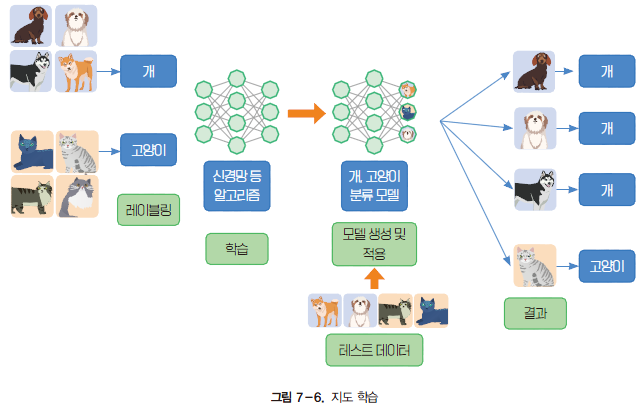 개
고양이
레이블링
신경망 등
알고리즘
학습
개, 고양이
분류 모델
모델 생성 및
적용
테스트 데이터
개
개
개
고양이
결과
그림 7-6. 지도 학습